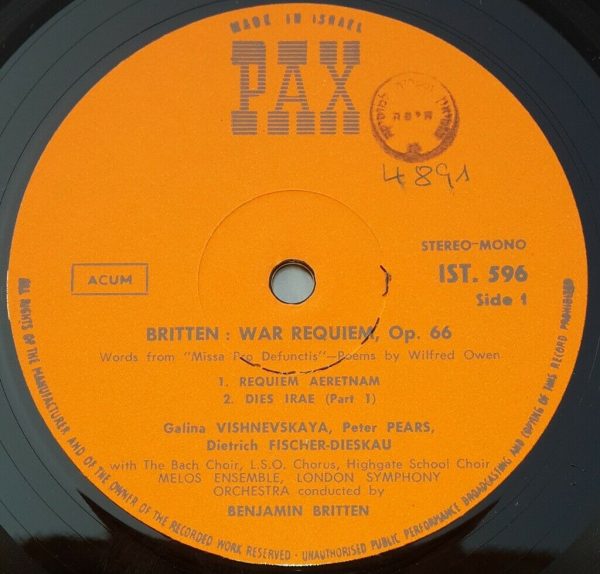 MADE IN ISRAEL
PAX
חיפה
4891
ACUM
STEREO-MONO
IST. 596
Side 1
BRITTEN : WAR REQUIEM, Op. 66
Words from "Missa Pro Defunctis"—Poems by Wilfred Owen
1. REQUIEM AERETNAM
2. DIES IRAE (Part 1)
Galina VISHNEVSKAYA, Peter PEARS,
Dietrich FISCHER-DIESKAU
with The Bach Choir, L.S.O. Chorus, Highgate School Choir
MELOS ENSEMBLE, LONDON SYMPHONY
ORCHESTRA conducted by
BENJAMIN BRITTEN
THE RIGHTS OF THE MANUFACTURER AND OF THE OWNER OF THE RECORDED WORK RESERVED - UNAUTHORISED PUBLIC PERFORMANCE BROADCASTING AND COPYING OF THIS RECORD PROHIBITED